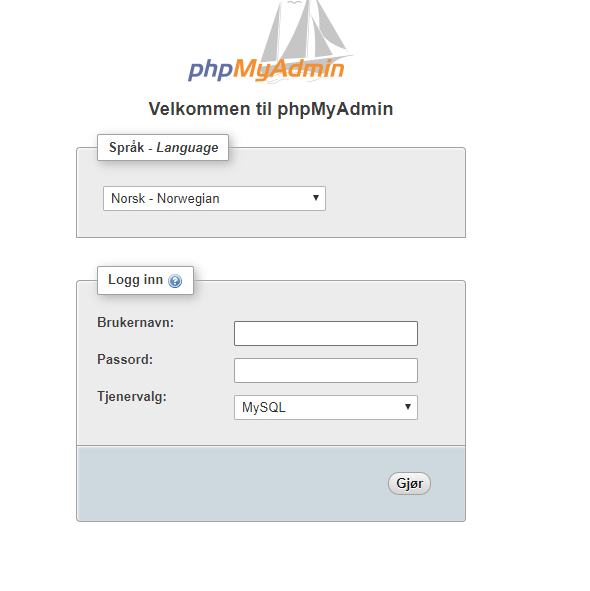 phpMyAdmin
Velkommen til phpMyAdmin
Språk - Language
Norsk - Norwegian
Logg inn
Brukernavn:
Passord:
Tjenervalg:
MySQL
Gjør